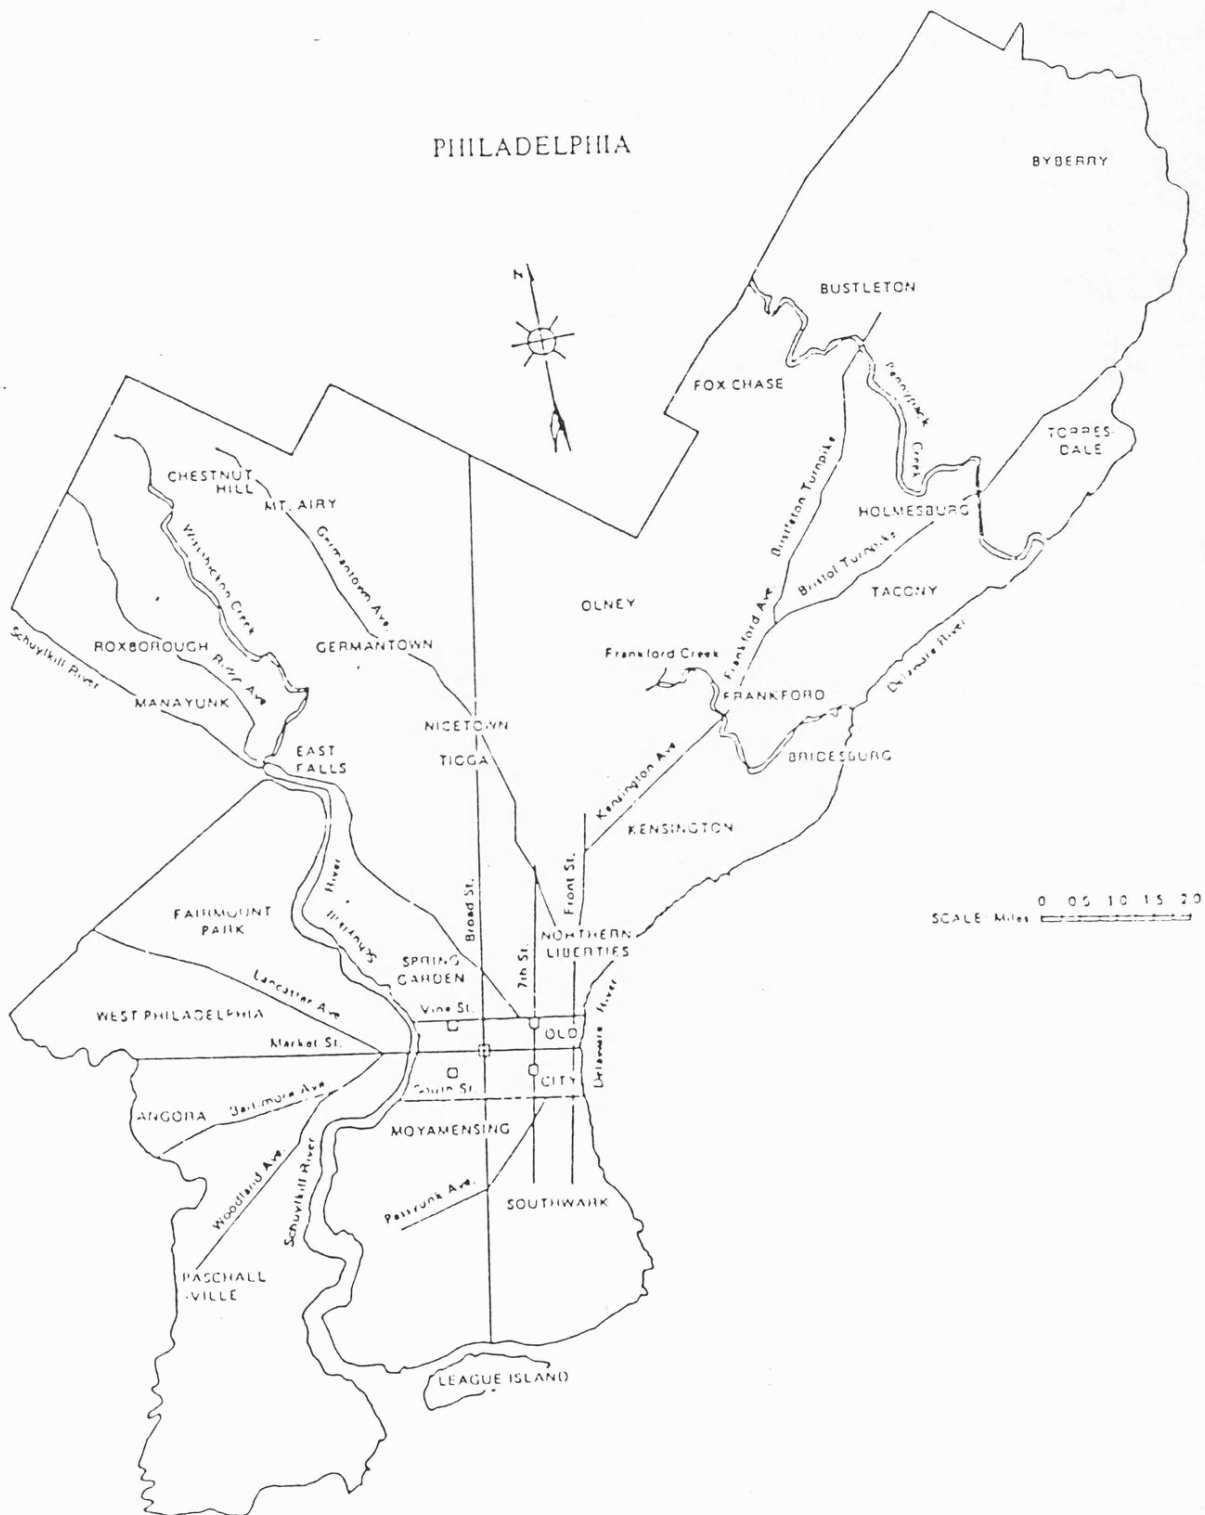 PHILADELPHIA
BYBERRY
N
BUSTLETON
FOX CHASE
Pennypack
Creek
TORRES-
DALE
CHESTNUT
HILL
MT. AIRY
Bustleton Turnpike
HOLMESBURG
Germantown Ave.
Wissahickon Creek
Bristol Turnpike
TACONY
OLNEY
Frankford Ave.
Schuylkill River
ROXBOROUGH
GERMANTOWN
Frankford Creek
Delaware River
Ridge Ave
MANAYUNK
FRANKFORD
NICETOWN
EAST
FALLS
TIOGA
BRIDESBURG
Kensington Ave.
KENSINGTON
River
Schuylkill
Broad St.
Front St.
0 0.5 1.0 1.5 2.0
SCALE: Miles
FAIRMOUNT
PARK
NORTHERN
LIBERTIES
7th St.
SPRING
GARDEN
Lancaster Ave
Vine St.
Delaware River
WEST PHILADELPHIA
OLD
Market St.
CITY
South St.
Baltimore Ave
ANGORA
MOYAMENSING
Woodland Ave.
Schuylkill River
Passyunk Ave.
SOUTHWARK
PASCHALL
-VILLE
LEAGUE ISLAND